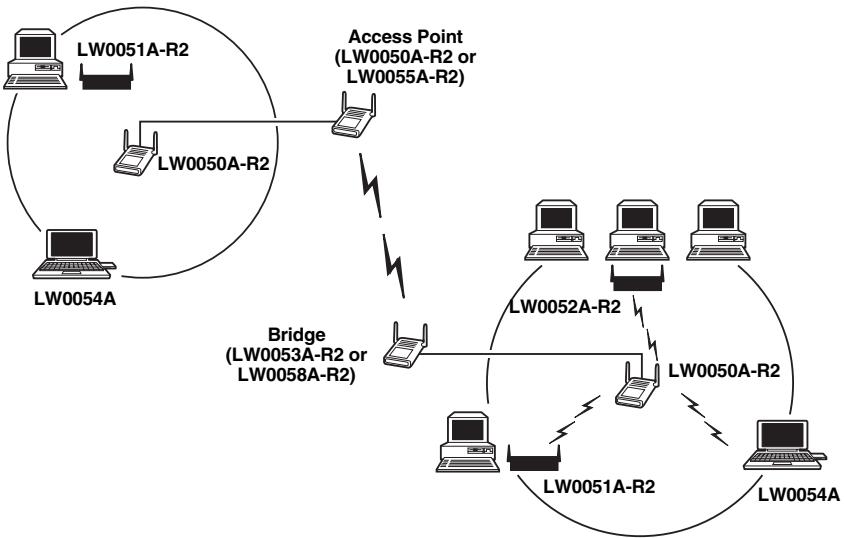 LW0051A-R2
Access Point
(LW0050A-R2 or
LW0055A-R2)
LW0050A-R2
LW0054A
LW0052A-R2
Bridge
(LW0053A-R2 or
LW0058A-R2)
LW0050A-R2
LW0051A-R2
LW0054A